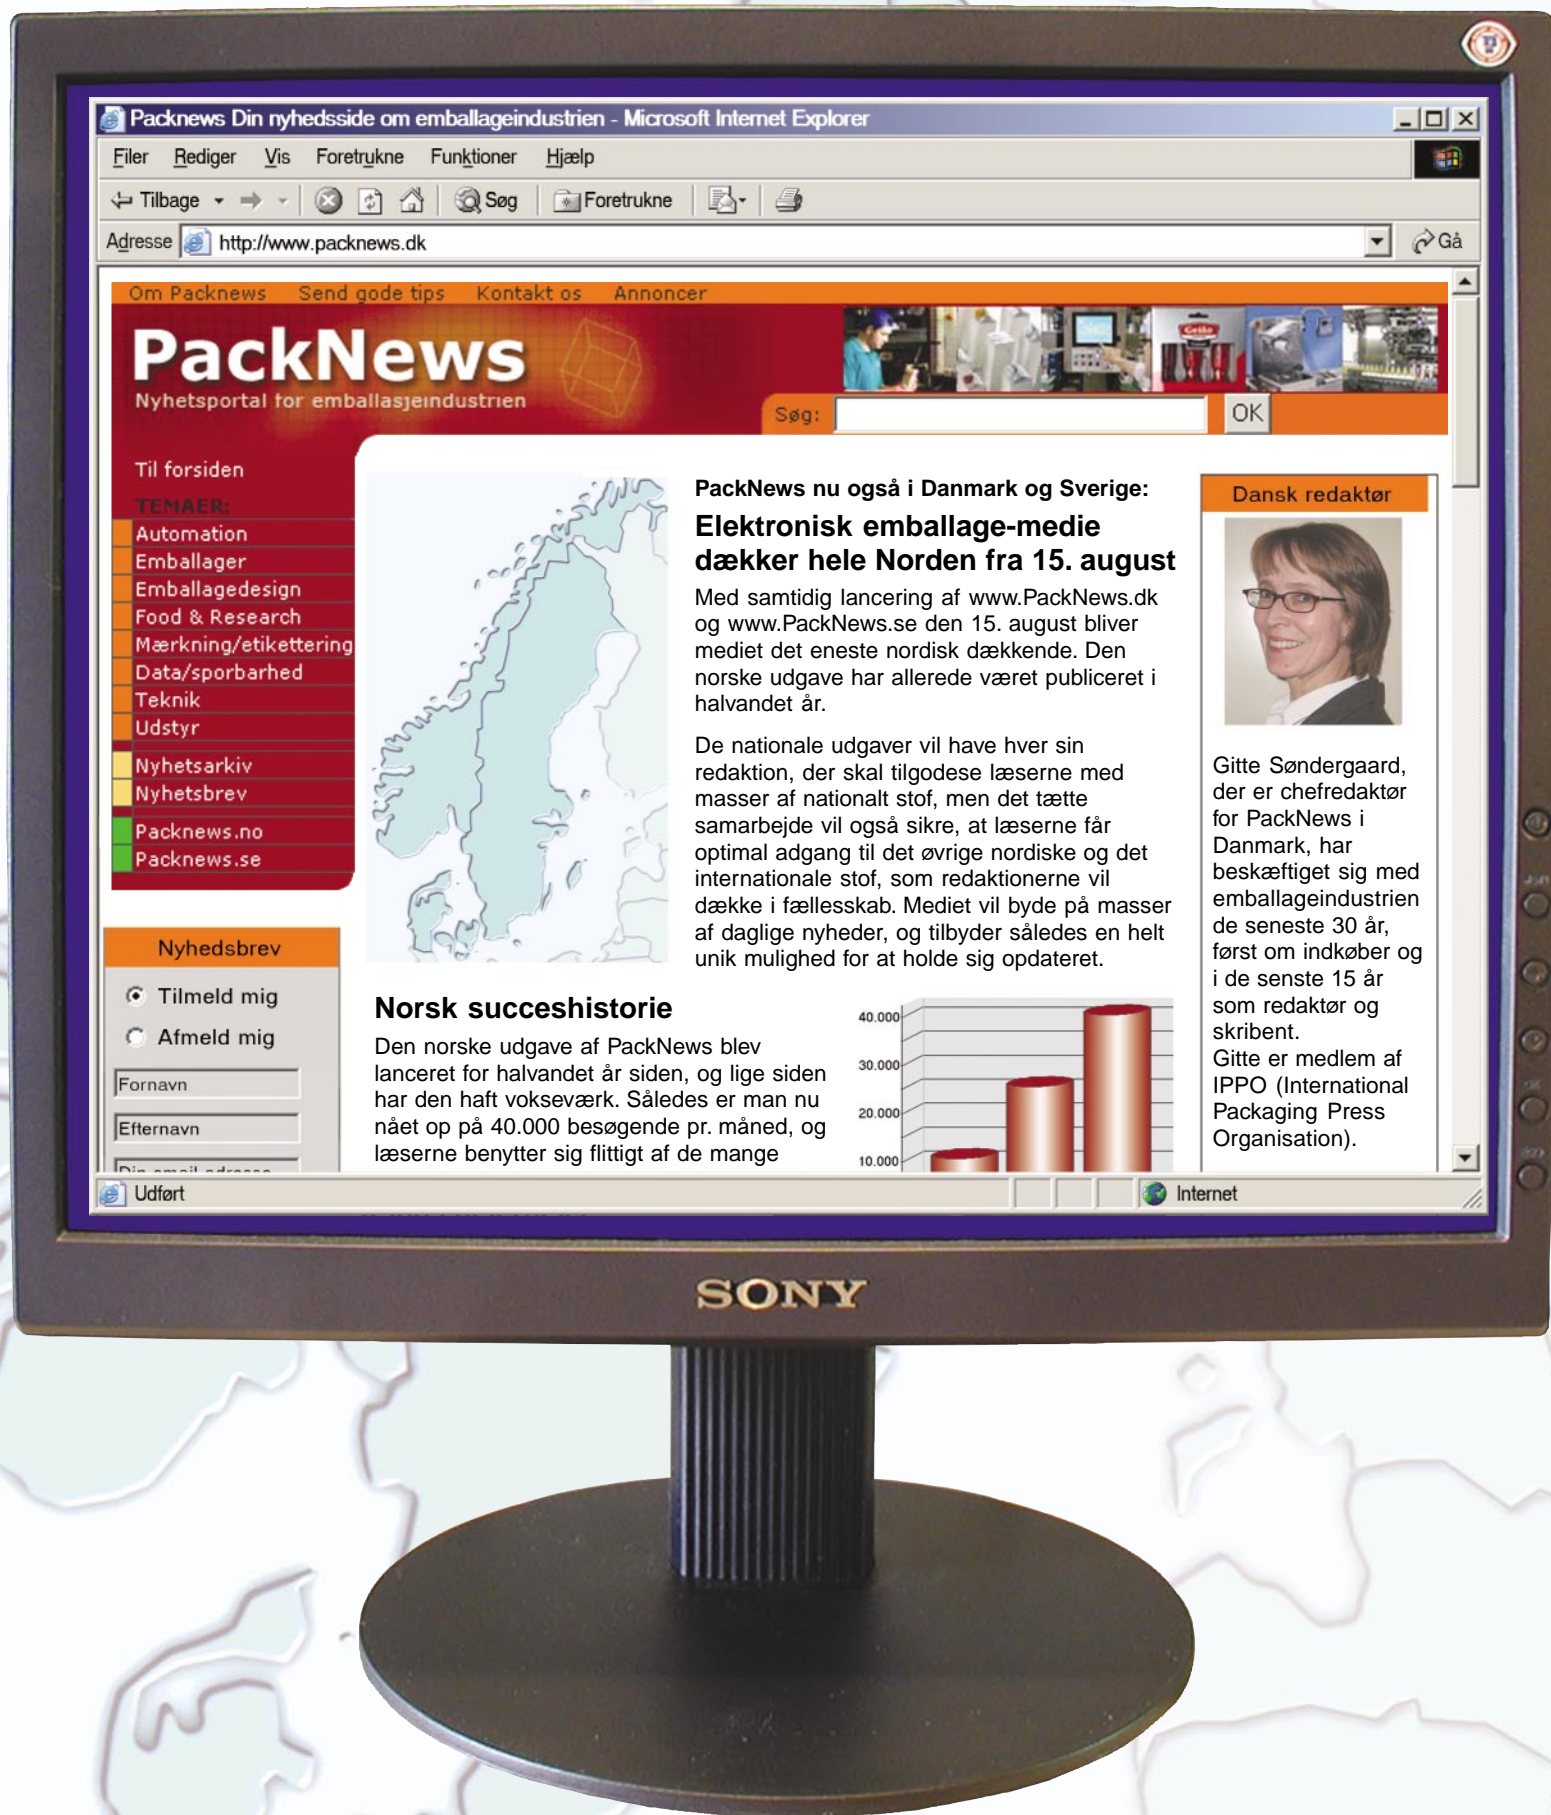 Packnews Din nyhedsside om emballageindustrien - Microsoft Internet Explorer
Filer Rediger Vis Foretrukne Funktioner Hjælp
Tilbage Søg Foretrukne
Adresse http://www.packnews.dk Gå
Om Packnews Send gode tips Kontakt os Annoncer
PackNews
Nyhetsportal for emballasjeindustrien
Søg: OK
Til forsiden
TEMAER:
Automation
Emballager
Emballagedesign
Food & Research
Mærkning/etikettering
Data/sporbarhed
Teknik
Udstyr
Nyhetsarkiv
Nyhetsbrev
Packnews.no
Packnews.se
Nyhedsbrev
Tilmeld mig
Afmeld mig
Fornavn
Efternavn
Din email adresse
PackNews nu også i Danmark og Sverige:
Elektronisk emballage-medie
dækker hele Norden fra 15. august
Med samtidig lancering af www.PackNews.dk
og www.PackNews.se den 15. august bliver
mediet det eneste nordisk dækkende. Den
norske udgave har allerede været publiceret i
halvandet år.
De nationale udgaver vil have hver sin
redaktion, der skal tilgodese læserne med
masser af nationalt stof, men det tætte
samarbejde vil også sikre, at læserne får
optimal adgang til det øvrige nordiske og det
internationale stof, som redaktionerne vil
dække i fællesskab. Mediet vil byde på masser
af daglige nyheder, og tilbyder således en helt
unik mulighed for at holde sig opdateret.
Norsk succeshistorie
Den norske udgave af PackNews blev
lanceret for halvandet år siden, og lige siden
har den haft vokseværk. Således er man nu
nået op på 40.000 besøgende pr. måned, og
læserne benytter sig flittigt af de mange
40.000
30.000
20.000
10.000
Dansk redaktør
Gitte Søndergaard,
der er chefredaktør
for PackNews i
Danmark, har
beskæftiget sig med
emballageindustrien
de seneste 30 år,
først om indkøber og
i de senste 15 år
som redaktør og
skribent.
Gitte er medlem af
IPPO (International
Packaging Press
Organisation).
Udført
Internet
SONY